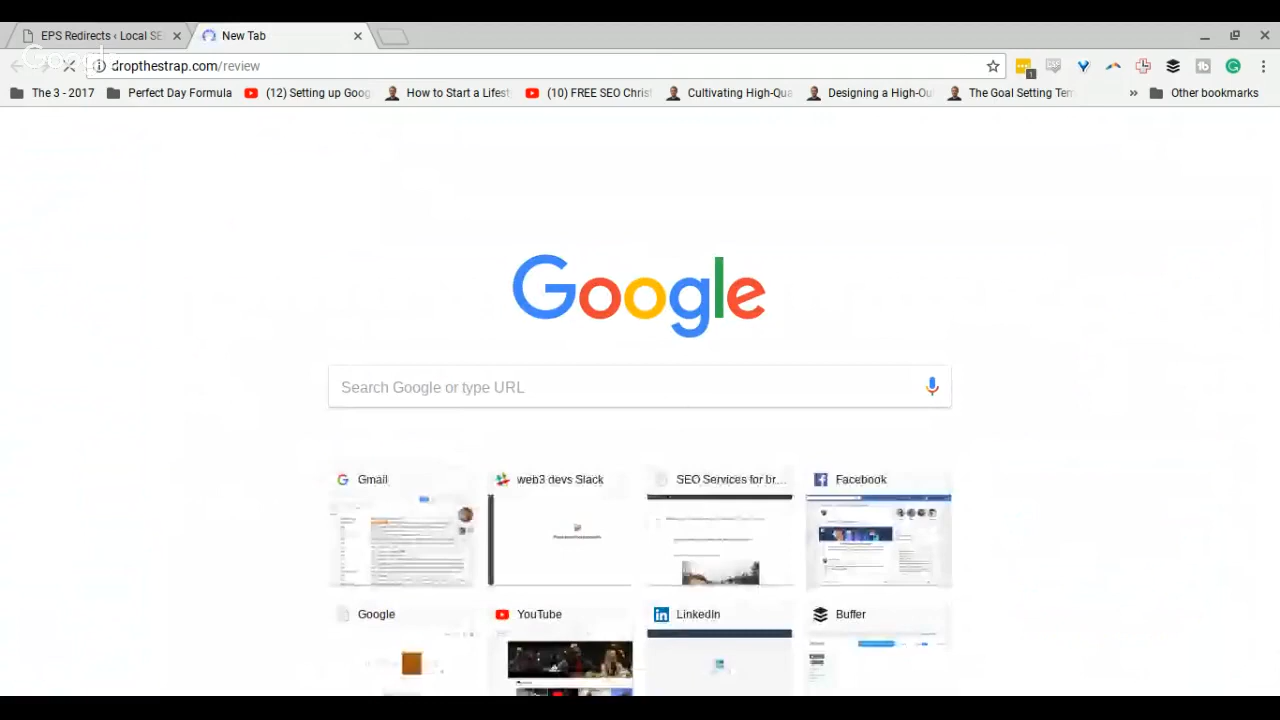 EPS Redirects ‹ Local SE
New Tab
Google
dropthestrap.com/review
1
The 3 - 2017
Perfect Day Formula
(12) Setting up Goog
How to Start a Lifest
(10) FREE SEO Chris
Cultivating High-Qua
Designing a High-Ou
The Goal Setting Tem
»
Other bookmarks
Google
Search Google or type URL
Gmail
web3 devs Slack
SEO Services for br...
Facebook
Google
YouTube
LinkedIn
Buffer